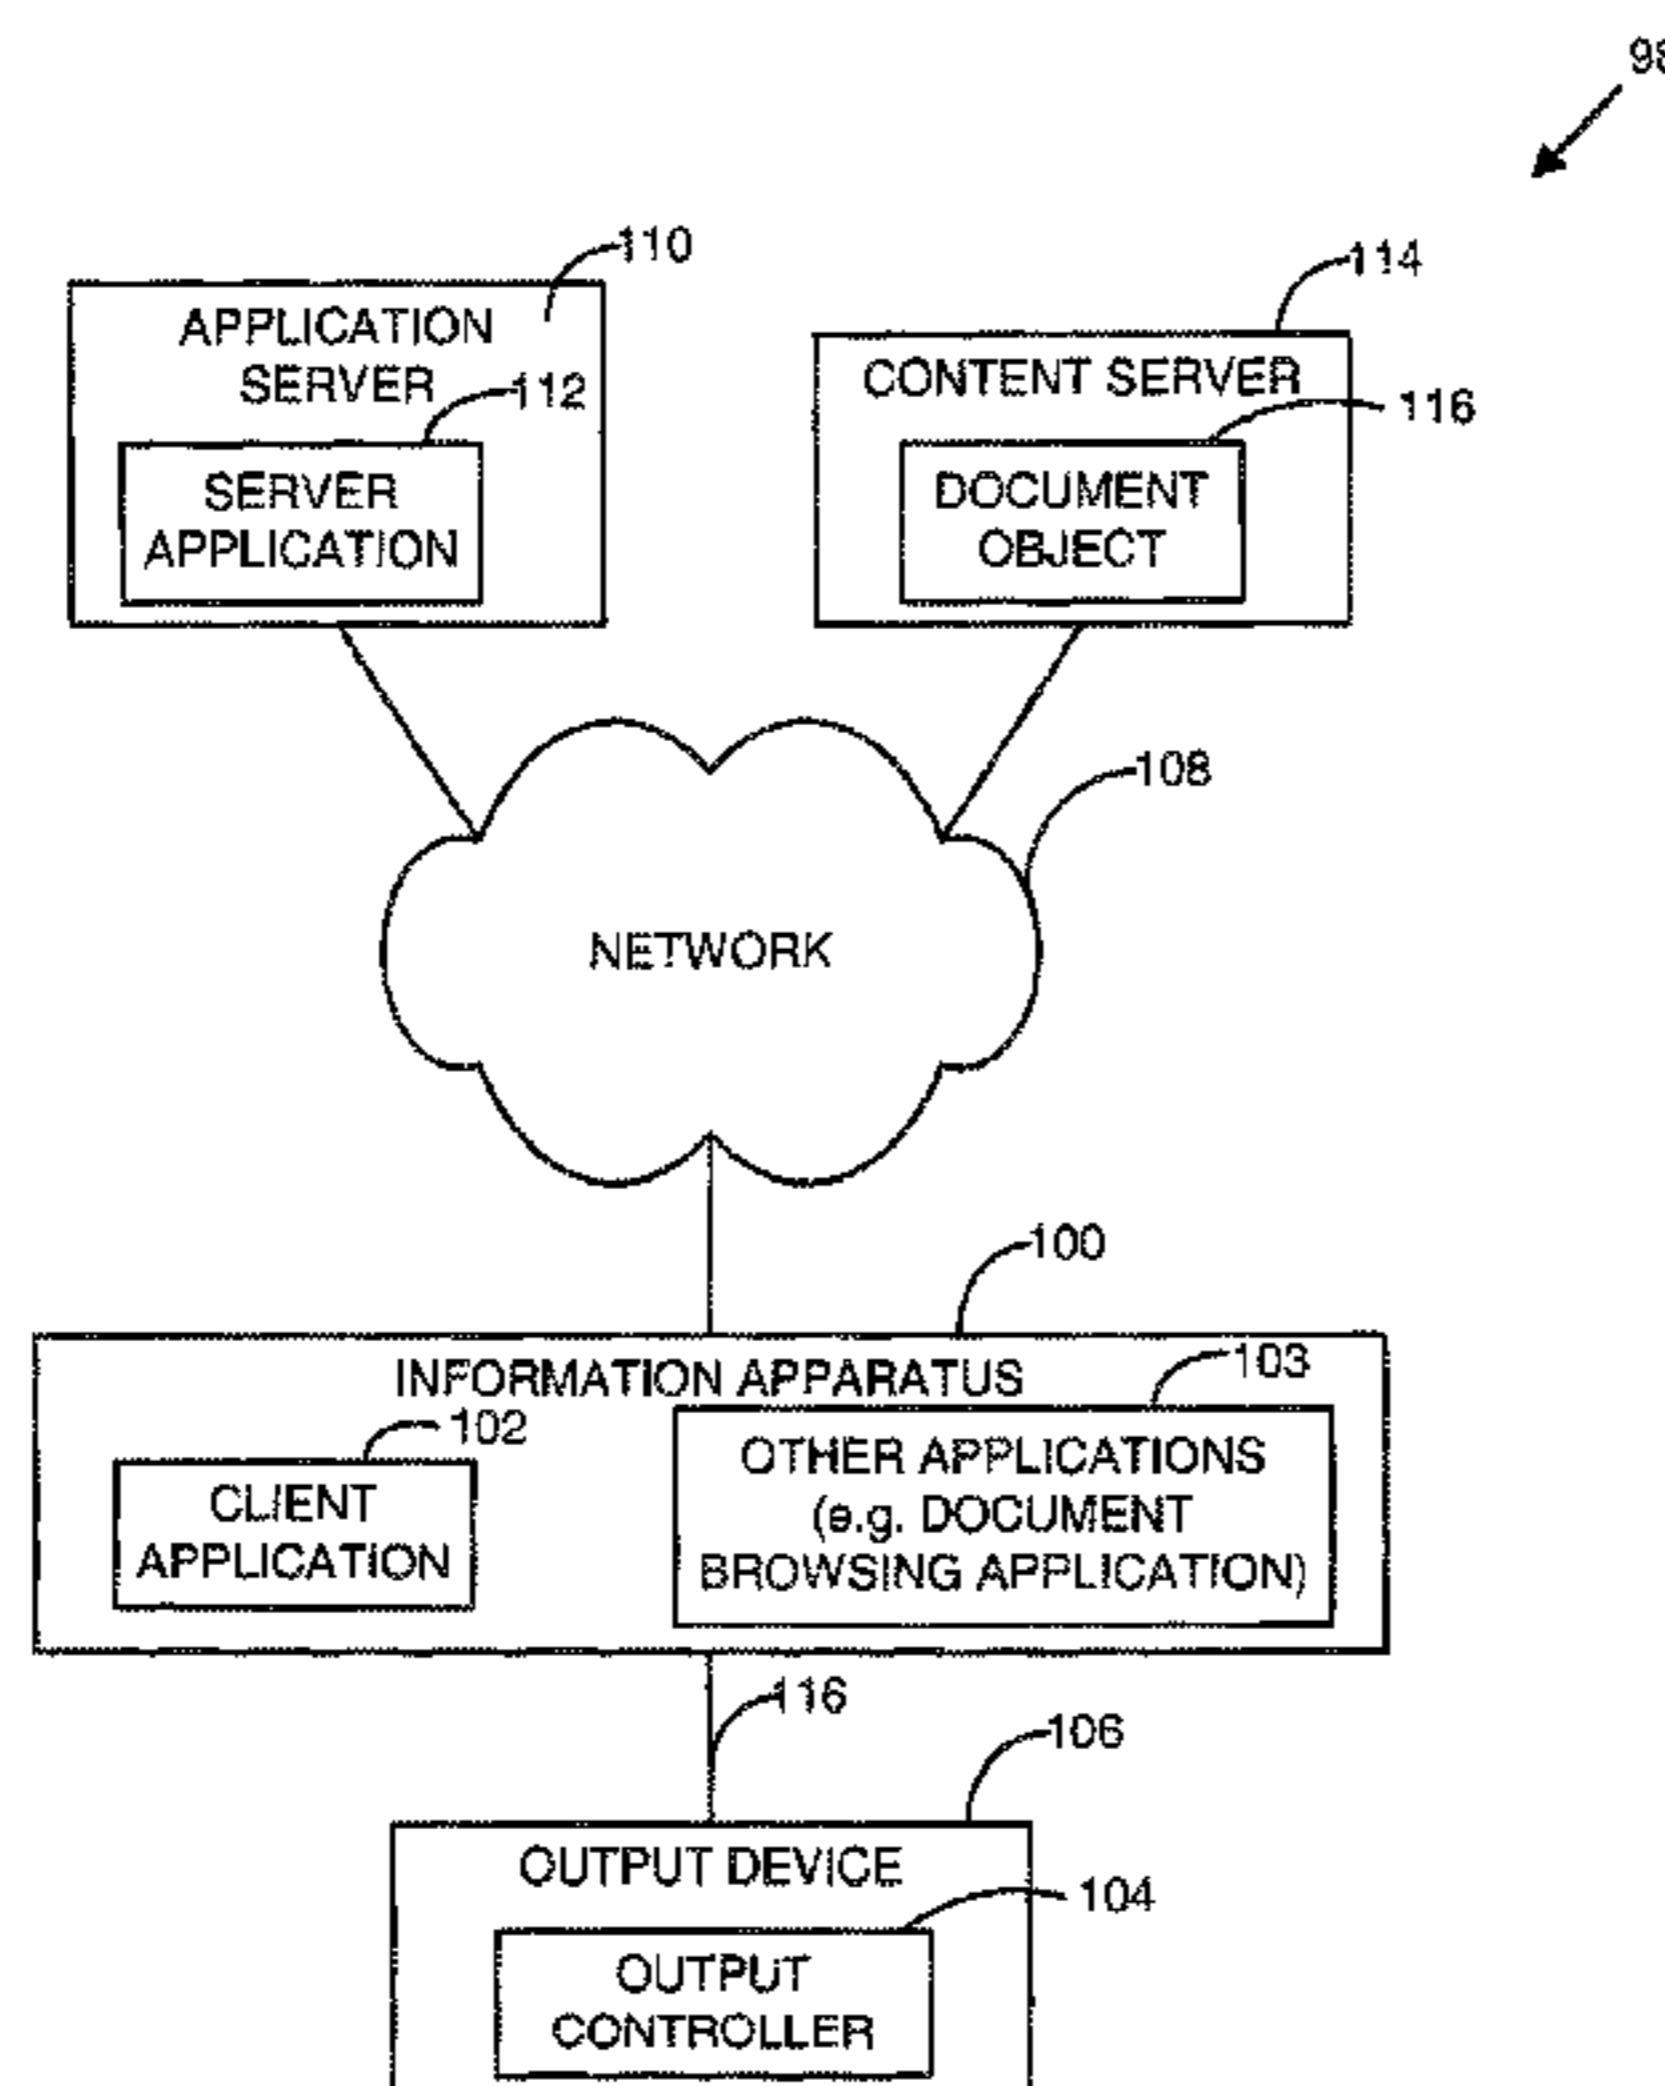 98
110
114
APPLICATION
SERVER
112
CONTENT SERVER
116
SERVER
APPLICATION
DOCUMENT
OBJECT
108
NETWORK
100
INFORMATION APPARATUS
103
102
CLIENT
APPLICATION
OTHER APPLICATIONS
(e.g. DOCUMENT
BROWSING APPLICATION)
116
106
OUTPUT DEVICE
104
OUTPUT
CONTROLLER